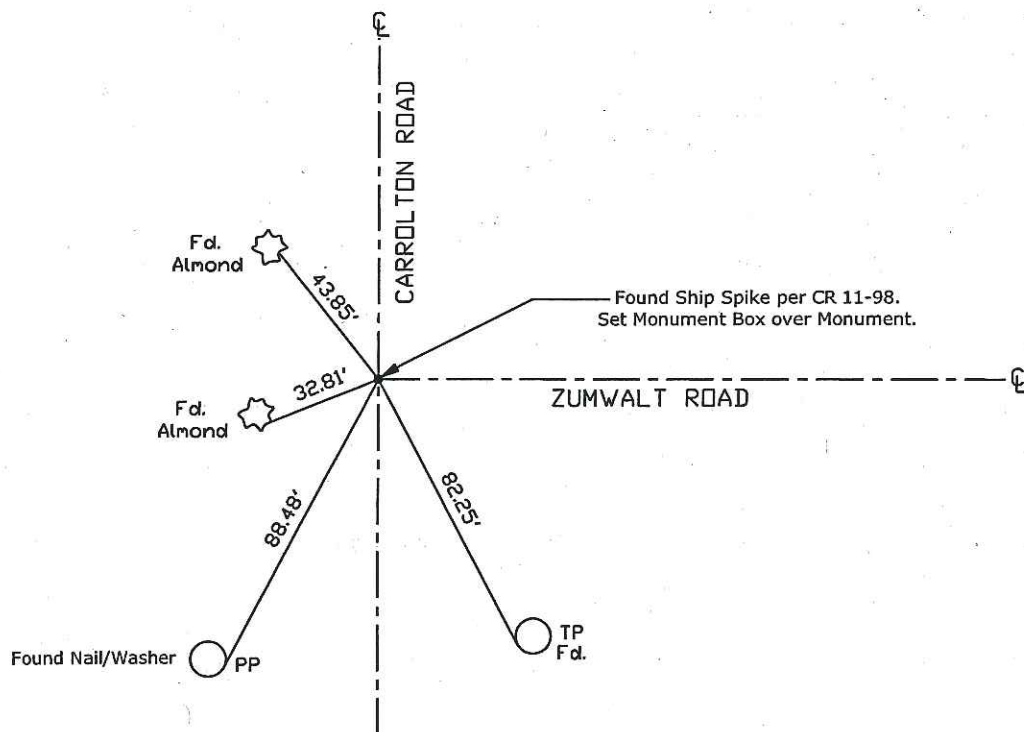 ℄
CARROLTON ROAD
Fd.
Almond
43.85'
Found Ship Spike per CR 11-98.
Set Monument Box over Monument.
℄
ZUMWALT ROAD
32.81'
Fd.
Almond
88.48'
82.25'
Found Nail/Washer
PP
TP
Fd.